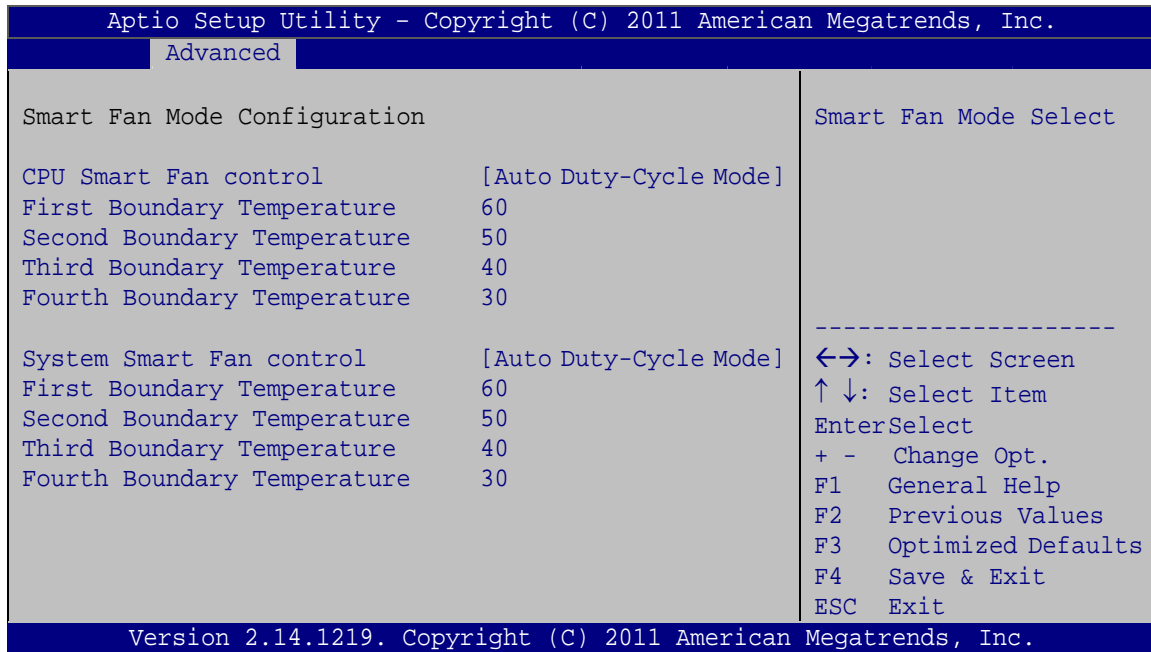 Aptio Setup Utility – Copyright (C) 2011 American Megatrends, Inc.
Advanced
Smart Fan Mode Configuration
CPU Smart Fan control [Auto Duty-Cycle Mode]
First Boundary Temperature 60
Second Boundary Temperature 50
Third Boundary Temperature 40
Fourth Boundary Temperature 30
System Smart Fan control [Auto Duty-Cycle Mode]
First Boundary Temperature 60
Second Boundary Temperature 50
Third Boundary Temperature 40
Fourth Boundary Temperature 30
Smart Fan Mode Select
---------------------
←→: Select Screen
↑ ↓: Select Item
EnterSelect
+ - Change Opt.
F1 General Help
F2 Previous Values
F3 Optimized Defaults
F4 Save & Exit
ESC Exit
Version 2.14.1219. Copyright (C) 2011 American Megatrends, Inc.